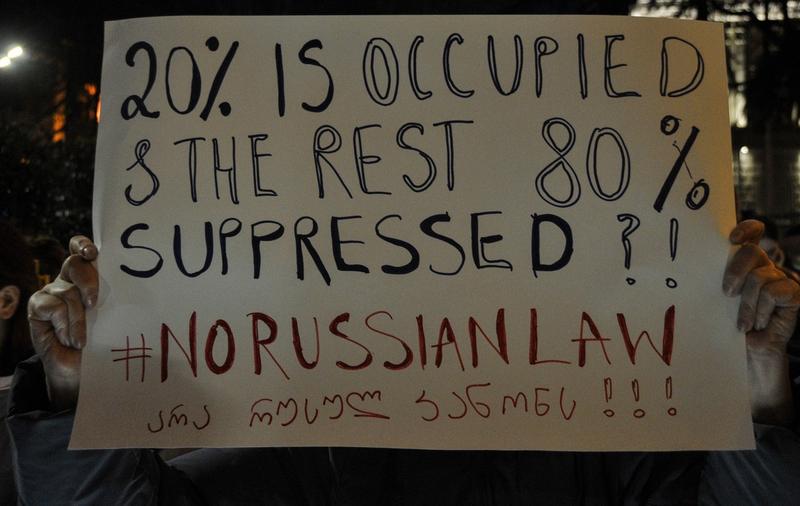 20% IS OCCUPIED
& THE REST 80%
SUPPRESSED ?!
#NORUSSIANLAW
არა რუსულ კანონს !!!